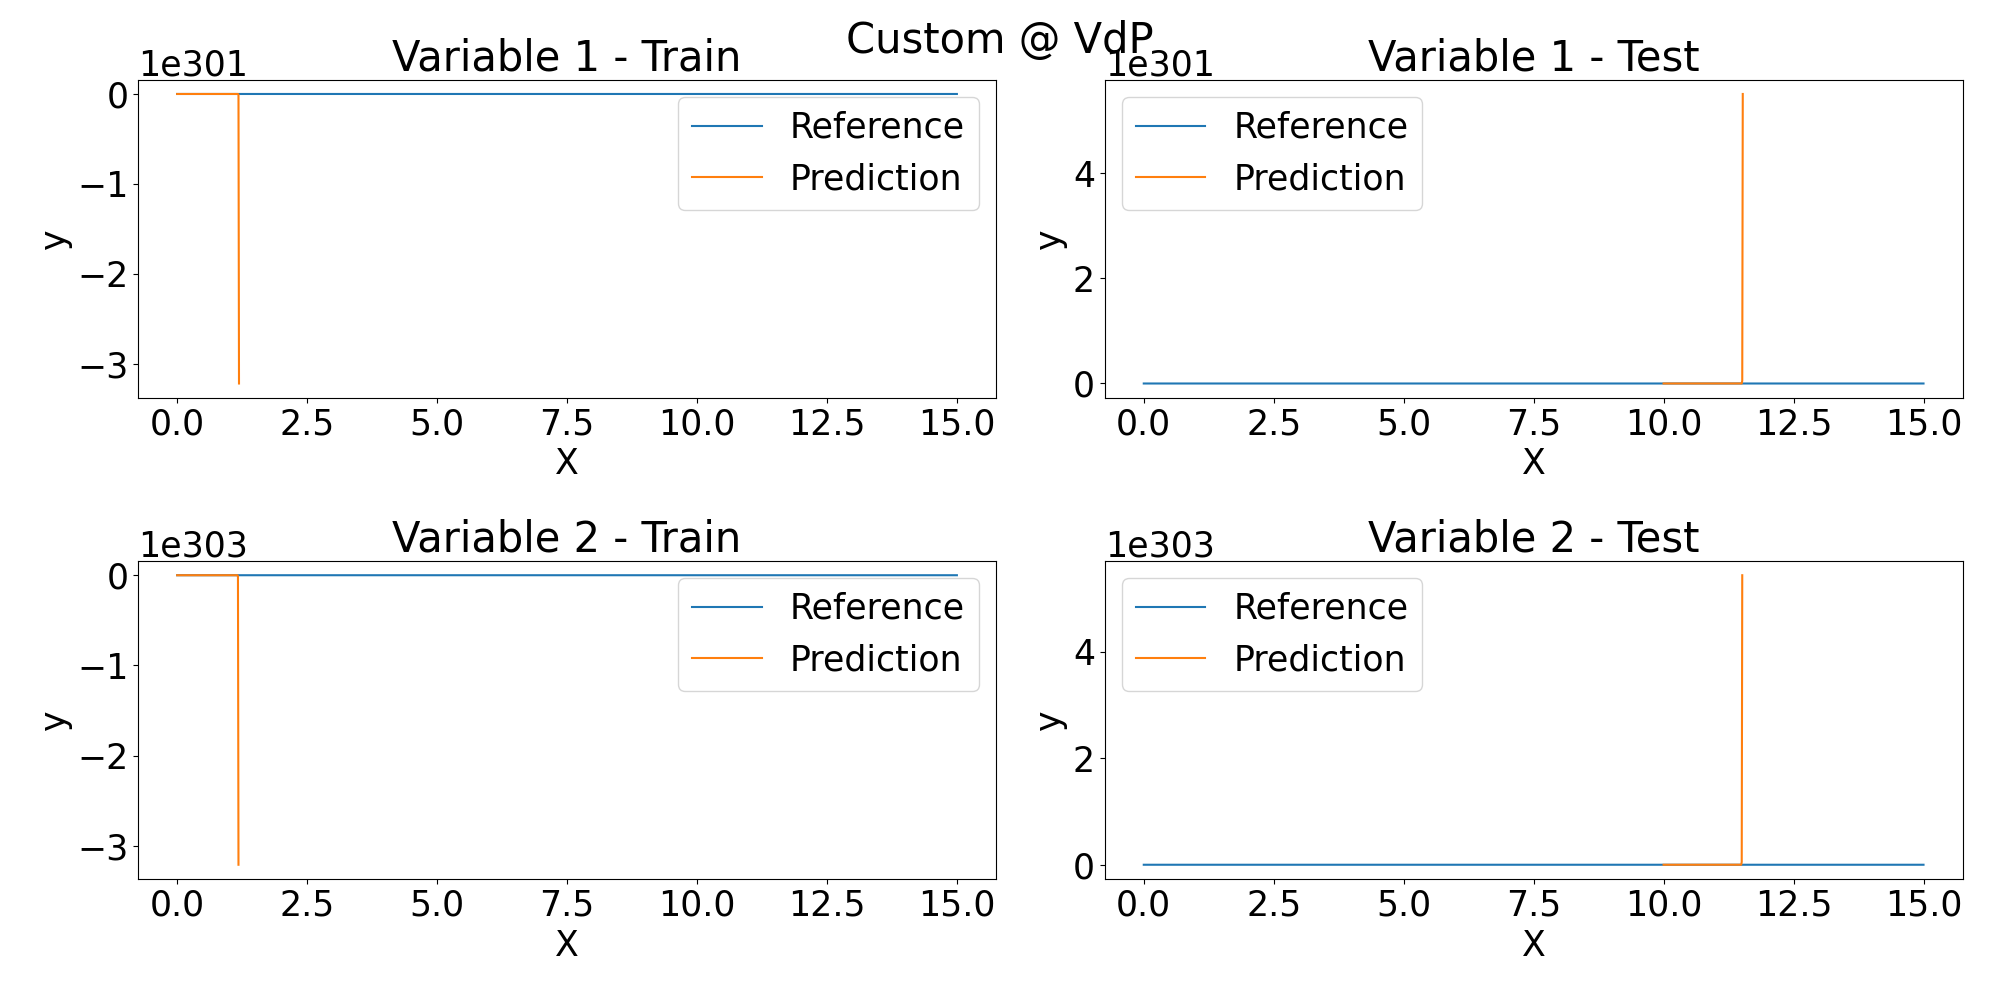 Custom @ VdP
Variable 1 - Train
1e301
0
−1
−2
−3
y
Reference
Prediction
0.0 2.5 5.0 7.5 10.0 12.5 15.0
X
Variable 1 - Test
1e301
4
2
0
y
Reference
Prediction
0.0 2.5 5.0 7.5 10.0 12.5 15.0
X
Variable 2 - Train
1e303
0
−1
−2
−3
y
Reference
Prediction
0.0 2.5 5.0 7.5 10.0 12.5 15.0
X
Variable 2 - Test
1e303
4
2
0
y
Reference
Prediction
0.0 2.5 5.0 7.5 10.0 12.5 15.0
X